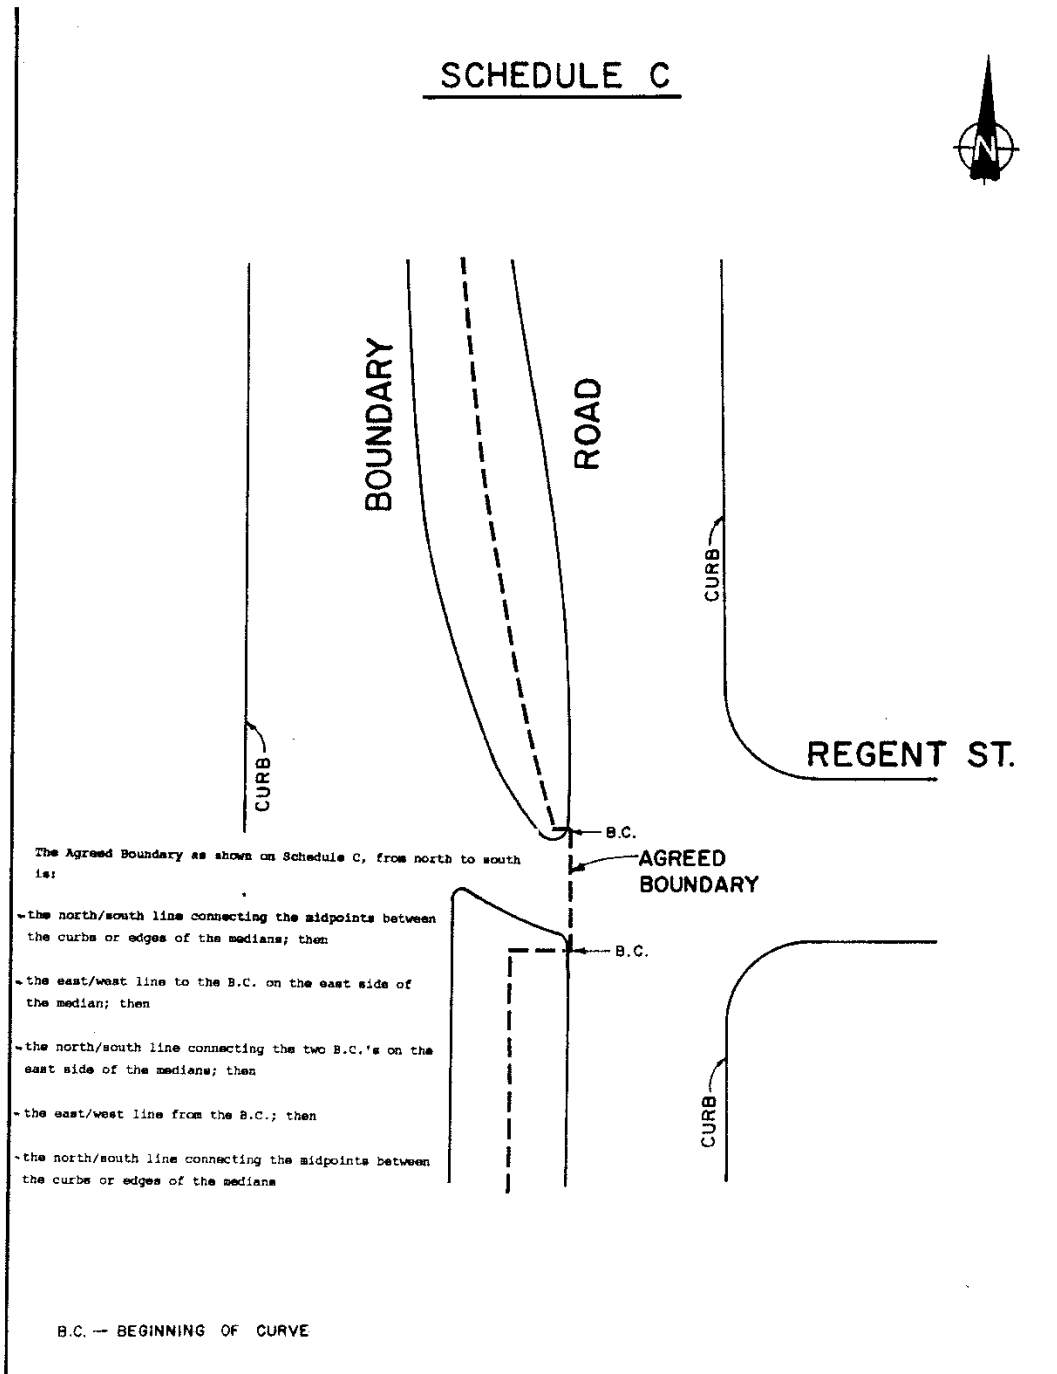 SCHEDULE C
N
BOUNDARY
ROAD
CURB
REGENT ST.
CURB
B.C.
The Agreed Boundary as shown on Schedule C, from north to south
is:
AGREED
BOUNDARY
-the north/south line connecting the midpoints between
the curbs or edges of the medians; then
B.C.
-the east/west line to the B.C. on the east side of
the median; then
-the north/south line connecting the two B.C.'s on the
east side of the medians; then
-the east/west line from the B.C.; then
CURB
-the north/south line connecting the midpoints between
the curbs or edges of the medians
B.C. — BEGINNING OF CURVE